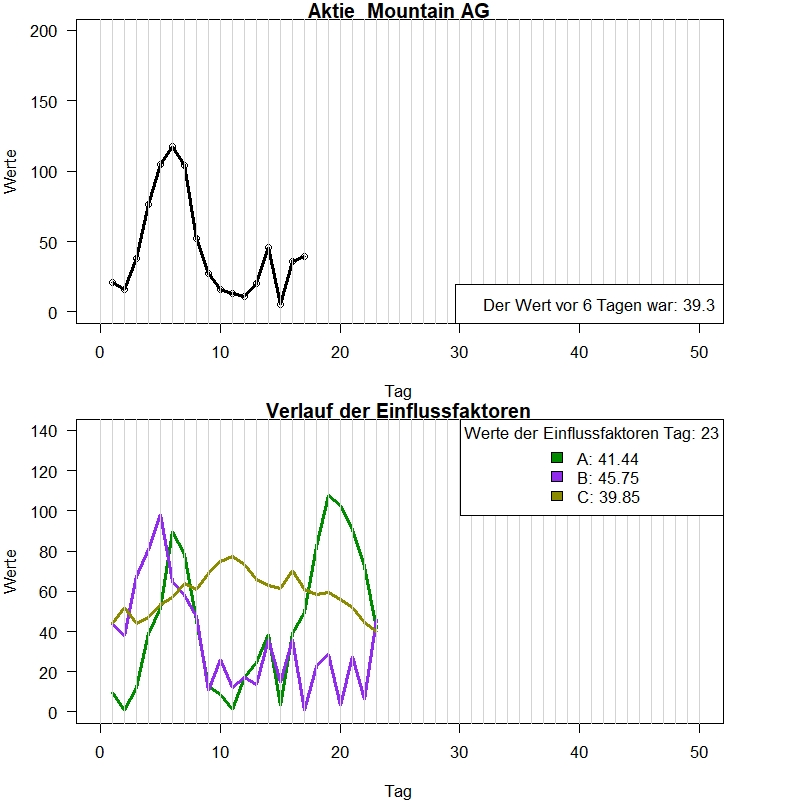 Aktie  Mountain AG
Werte
200
150
100
50
0
Der Wert vor 6 Tagen war: 39.3
0 10 20 30 40 50
Tag
Verlauf der Einflussfaktoren
Werte
140
120
100
80
60
40
20
0
Werte der Einflussfaktoren Tag: 23
A: 41.44
B: 45.75
C: 39.85
0 10 20 30 40 50
Tag